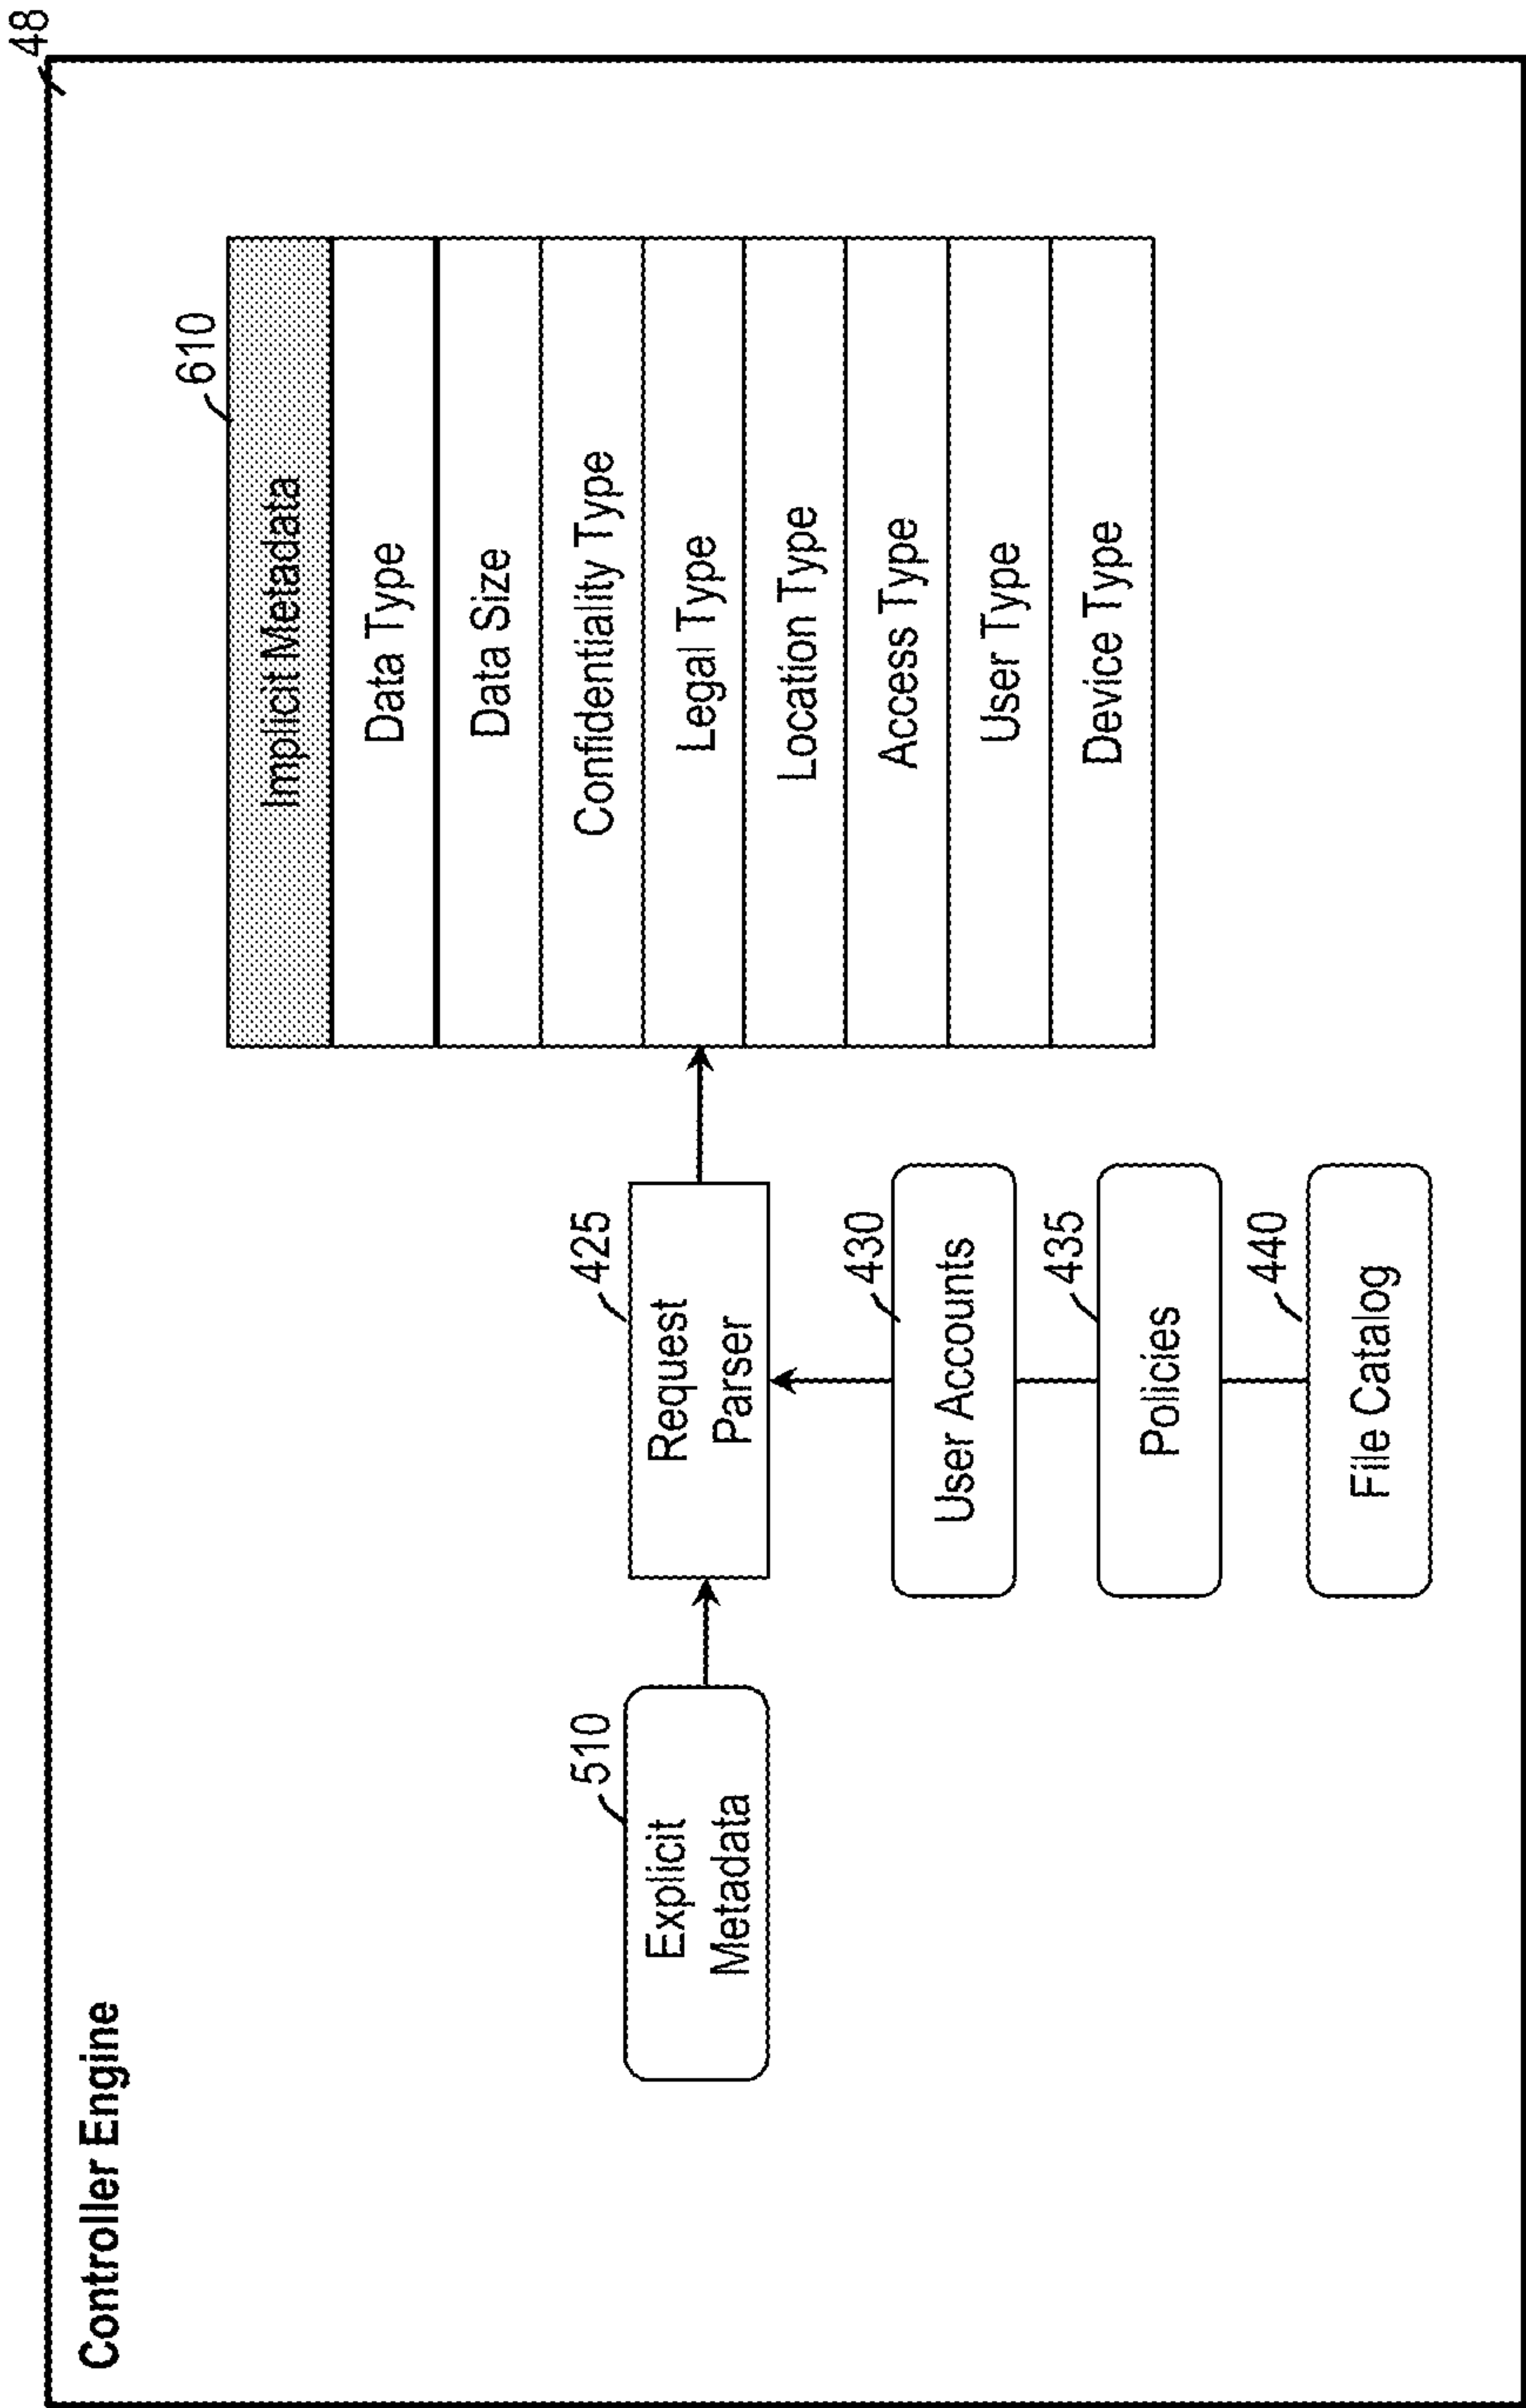 48
Controller Engine
610
Implicit Metadata
Data Type
Data Size
Confidentiality Type
Legal Type
Location Type
Access Type
User Type
Device Type
510
Explicit
Metadata
425
Request
Parser
430
User Accounts
435
Policies
440
File Catalog